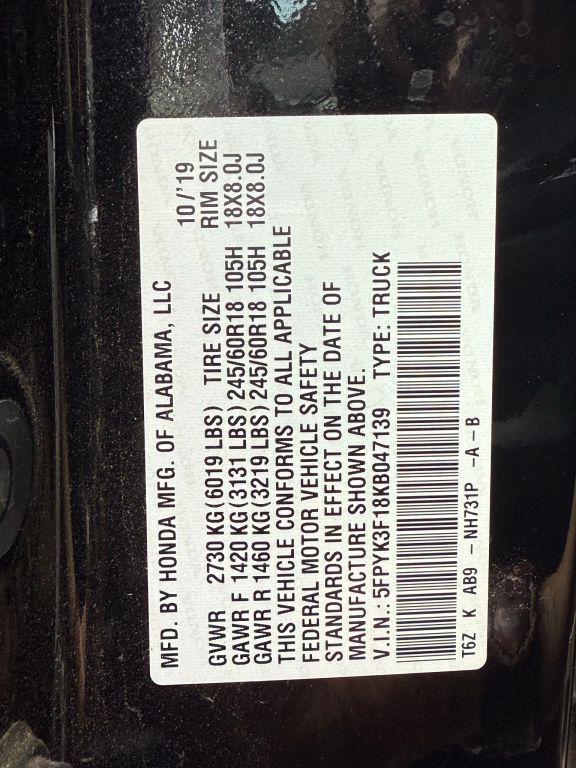 MFD. BY HONDA MFG. OF ALABAMA, LLC 10/'19
GVWR 2730 KG(6019 LBS) TIRE SIZE RIM SIZE
GAWR F 1420 KG(3131 LBS) 245/60R18 105H 18X8.0J
GAWR R 1460 KG(3219 LBS) 245/60R18 105H 18X8.0J
THIS VEHICLE CONFORMS TO ALL APPLICABLE
FEDERAL MOTOR VEHICLE SAFETY
STANDARDS IN EFFECT ON THE DATE OF
MANUFACTURE SHOWN ABOVE.
V.I.N.: 5FPYK3F18KB047139 TYPE: TRUCK
T6Z K AB9 - NH731P -A-B